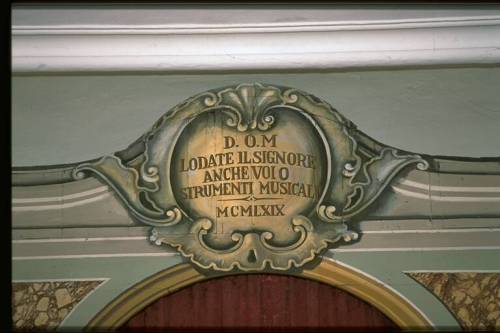 D. O. M
LODATE IL SIGNORE
ANCHE VOI O
STRUMENTI MUSICALI
MCMLXIX